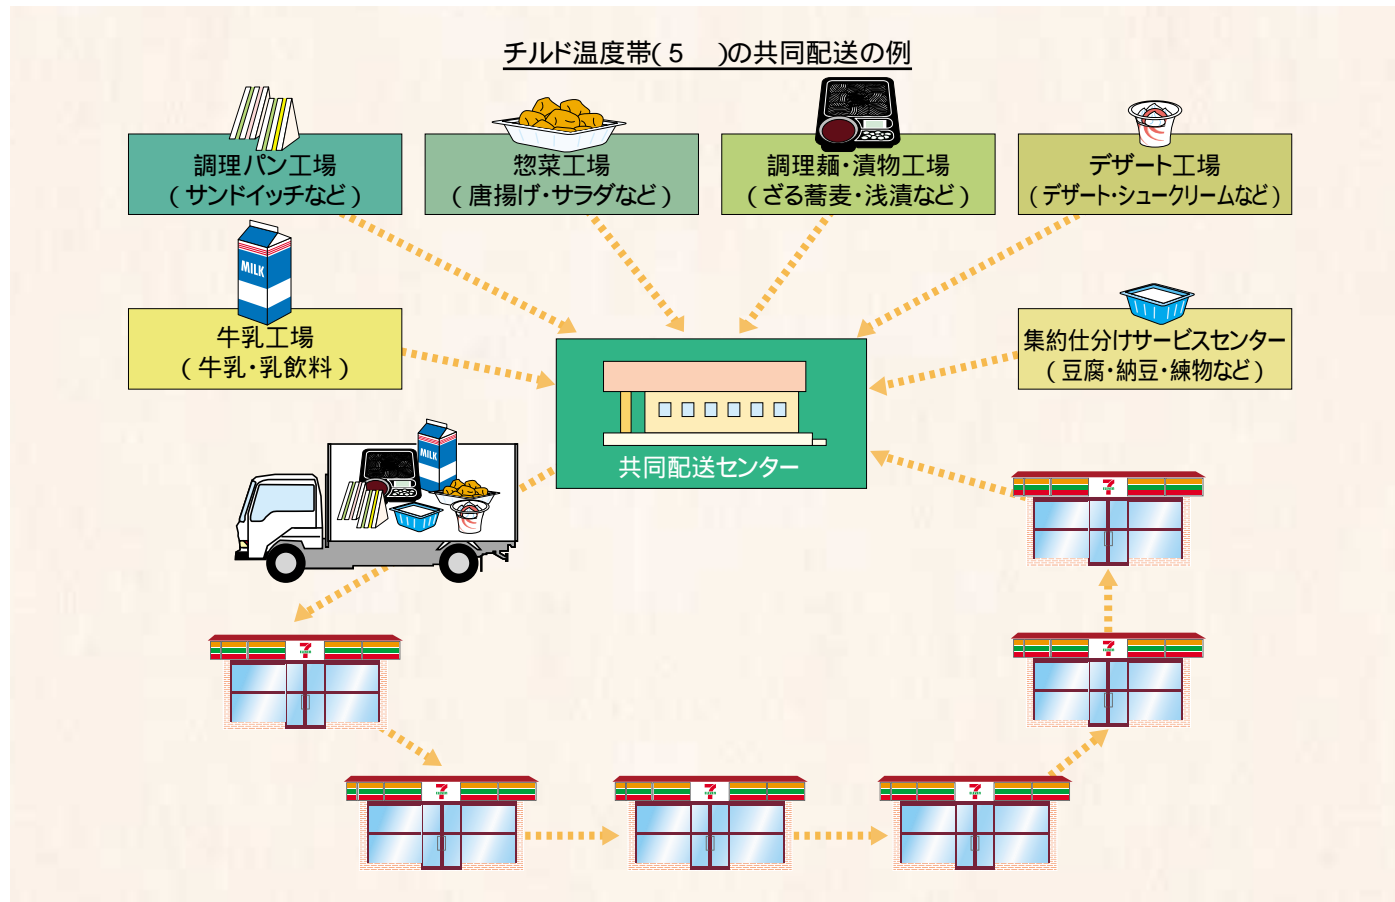 チルド温度帯(5　)の共同配送の例
調理パン工場
(サンドイッチなど)
惣菜工場
(唐揚げ・サラダなど)
調理麺・漬物工場
(ざる蕎麦・浅漬など)
デザート工場
(デザート・シュークリームなど)
MILK
牛乳工場
(牛乳・乳飲料)
集約仕分けサービスセンター
(豆腐・納豆・練物など)
共同配送センター
MILK
7
7
7
7
7
7